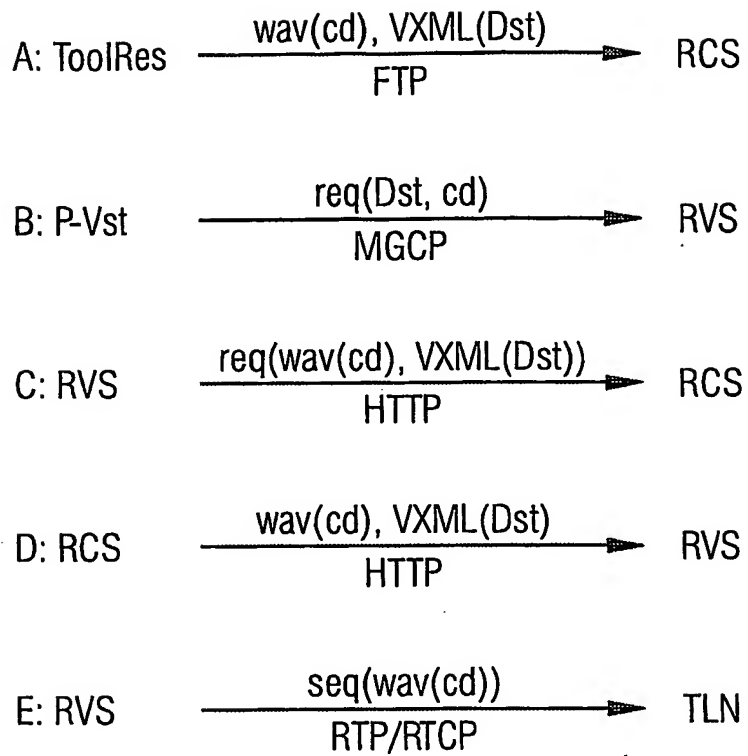 wav(cd), VXML(Dst)
A: ToolRes RCS
FTP
req(Dst, cd)
B: P-Vst RVS
MGCP
req(wav(cd), VXML(Dst))
C: RVS RCS
HTTP
wav(cd), VXML(Dst)
D: RCS RVS
HTTP
seq(wav(cd))
E: RVS TLN
RTP/RTCP